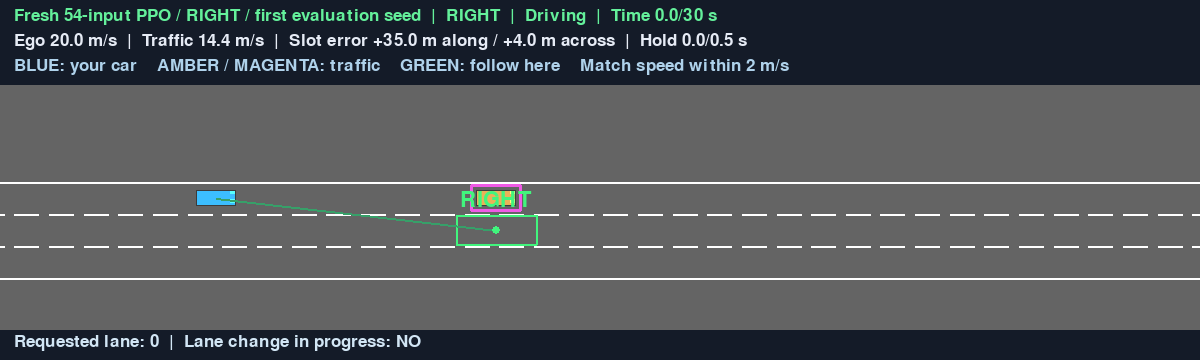 Fresh 54-input PPO / RIGHT / first evaluation seed | RIGHT | Driving | Time 0.0/30 s
Ego 20.0 m/s | Traffic 14.4 m/s | Slot error +35.0 m along / +4.0 m across | Hold 0.0/0.5 s
BLUE: your car AMBER / MAGENTA: traffic GREEN: follow here Match speed within 2 m/s
RIGHT
Requested lane: 0 | Lane change in progress: NO